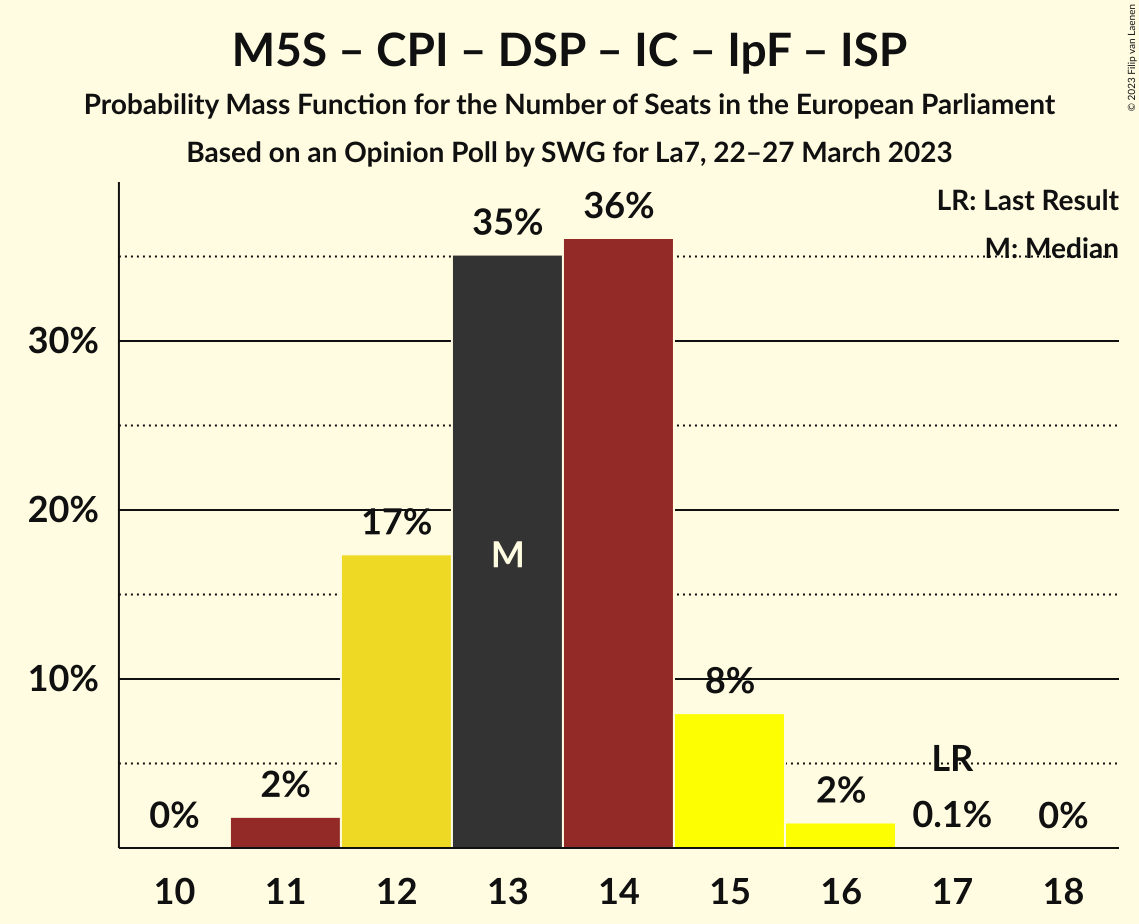 M5S – CPI – DSP – IC – IpF – ISP
Probability Mass Function for the Number of Seats in the European Parliament
Based on an Opinion Poll by SWG for La7, 22–27 March 2023
© 2023 Filip van Laenen
LR: Last Result
M: Median
36%
35%
30%
20%
17%
M
10%
8%
LR
2%
2%
0%
0.1%
0%
10 11 12 13 14 15 16 17 18